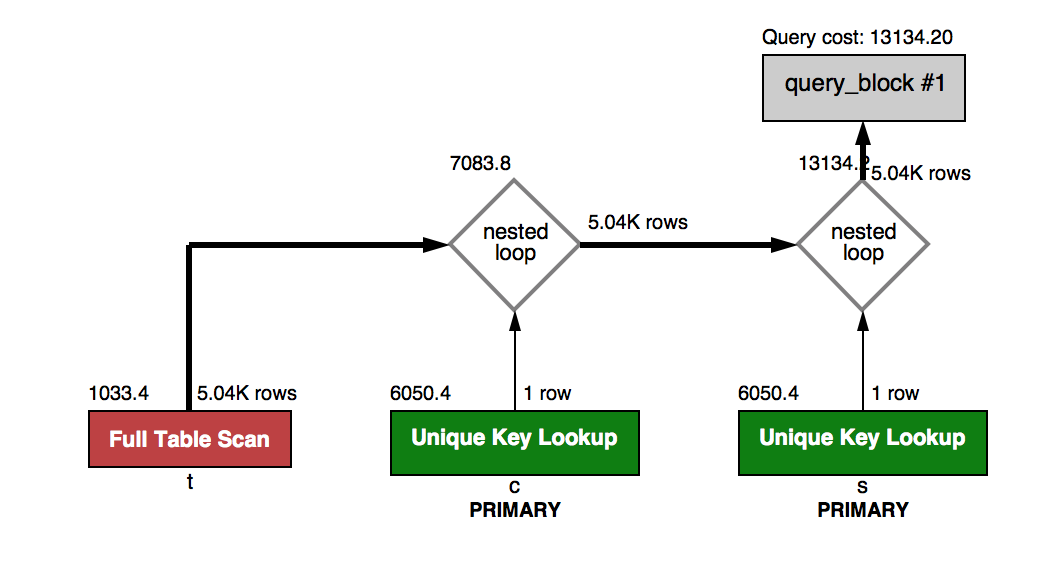 Query cost: 13134.20
query_block #1
7083.8
13134.2
5.04K rows
nested
loop
5.04K rows
nested
loop
1033.4
5.04K rows
6050.4
1 row
6050.4
1 row
Full Table Scan
Unique Key Lookup
Unique Key Lookup
t
c
s
PRIMARY
PRIMARY